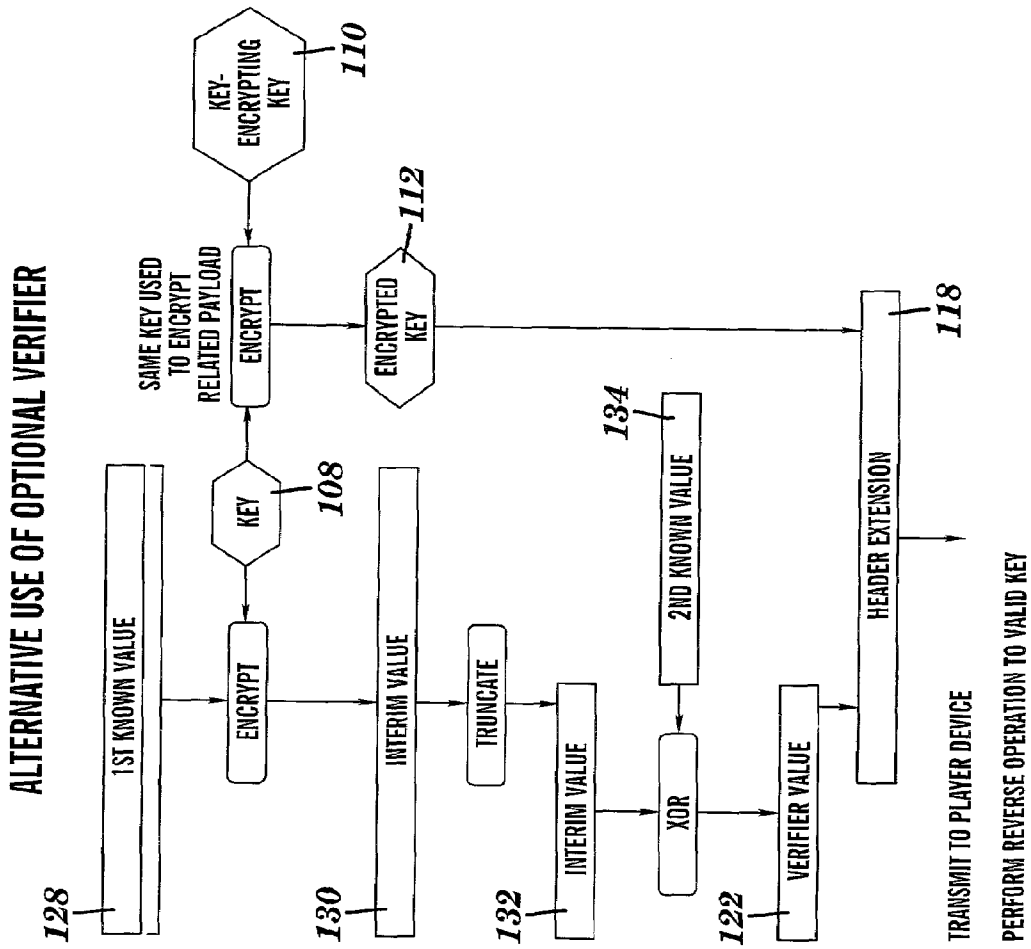 ALTERNATIVE USE OF OPTIONAL VERIFIER
128
1ST KNOWN VALUE
SAME KEY USED
TO ENCRYPT
RELATED PAYLOAD
ENCRYPT
KEY
108
ENCRYPT
KEY-
ENCRYPTING
KEY
110
130
INTERIM VALUE
ENCRYPTED
KEY
112
TRUNCATE
132
INTERIM VALUE
XOR
2ND KNOWN VALUE
134
122
VERIFIER VALUE
HEADER EXTENSION
118
TRANSMIT TO PLAYER DEVICE
PERFORM REVERSE OPERATION TO VALID KEY